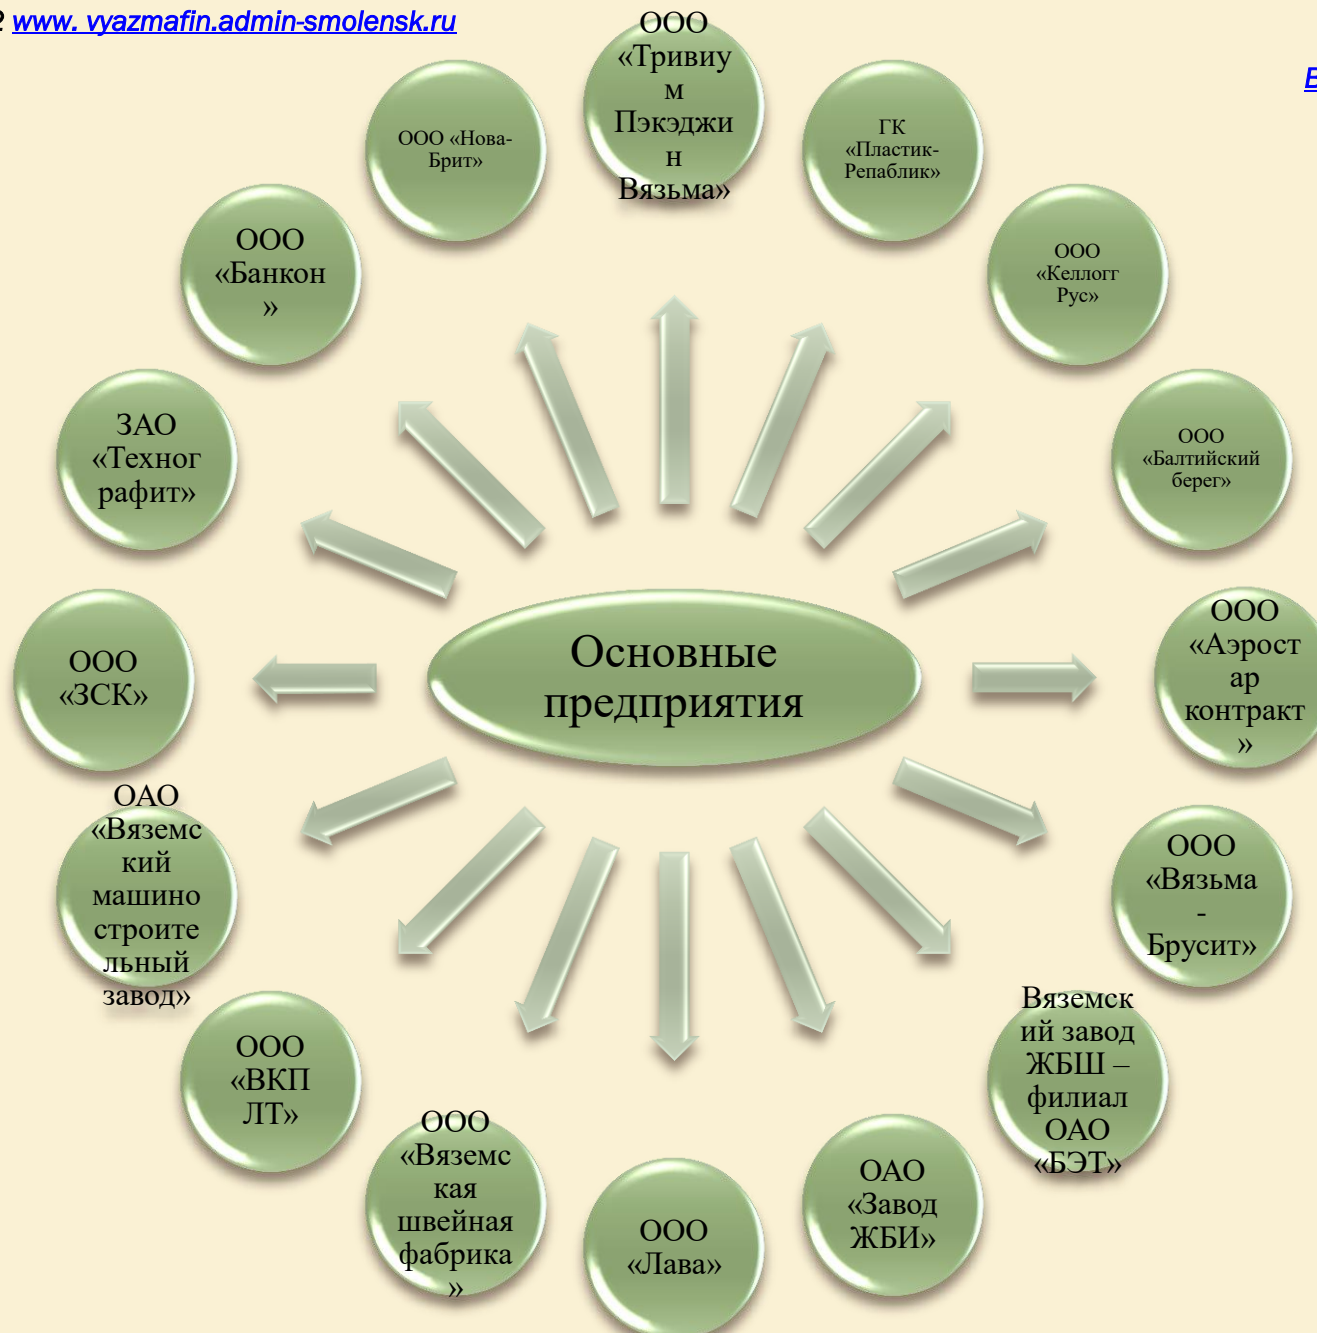 2 www. vyazmafin.admin-smolensk.ru
В
ООО
«Тривиу
м
Пэкэджи
н
Вязьма»
ГК
«Пластик-
Репаблик»
ООО
«Келлогг
Рус»
ООО
«Балтийский
берег»
ООО
«Аэрост
ар
контракт
»
ООО
«Вязьма
-
Брусит»
Вяземск
ий завод
ЖБШ –
филиал
ОАО
«БЭТ»
ОАО
«Завод
ЖБИ»
ООО
«Лава»
ООО
«Вяземс
кая
швейная
фабрика
»
ООО
«ВКП
ЛТ»
ОАО
«Вяземс
кий
машино
строите
льный
завод»
ООО
«ЗСК»
ЗАО
«Техног
рафит»
ООО
«Банкон
»
ООО «Нова-
Брит»
Основные
предприятия